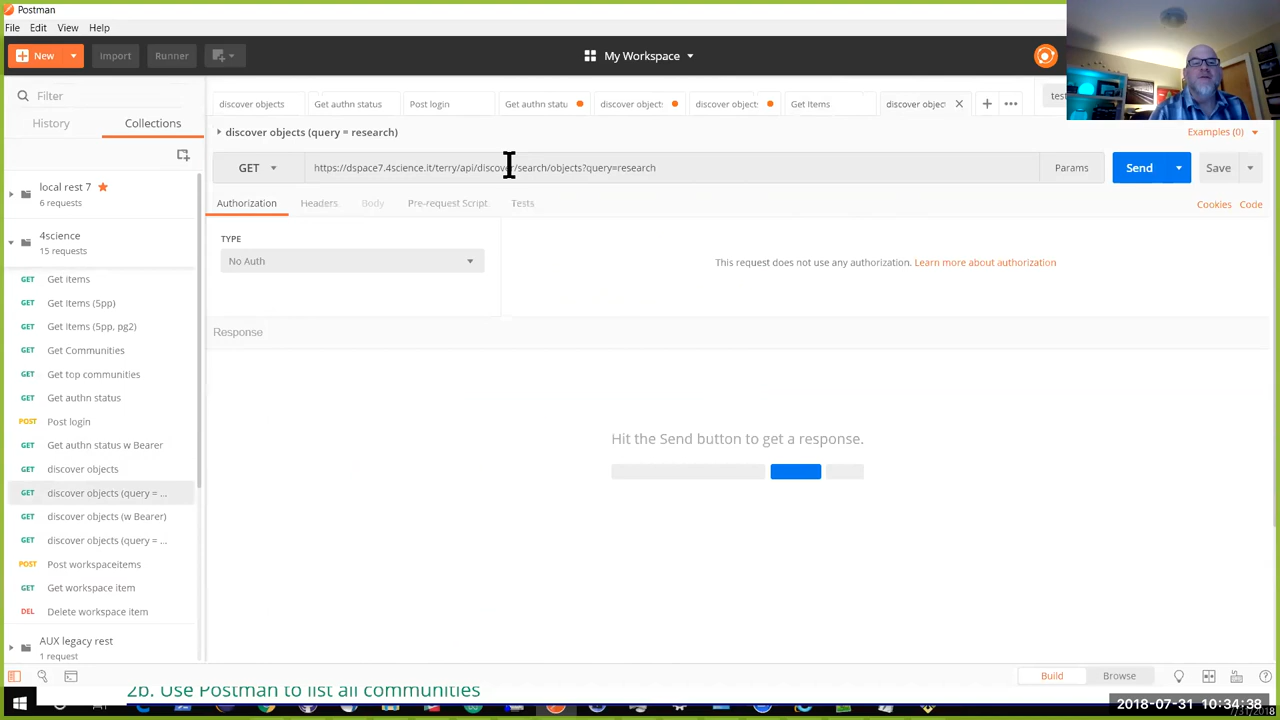 Postman
File Edit View Help
New Import Runner My Workspace
Filter
History Collections
local rest 7
6 requests
4science
15 requests
GET Get items
GET Get items (5pp)
GET Get Items (5pp, pg2)
GET Get Communities
GET Get top communities
GET Get authn status
POST Post login
GET Get authn status w Bearer
GET discover objects
GET discover objects (query = ...
GET discover objects (w Bearer)
GET discover objects (query = ...
POST Post workspaceitems
GET Get workspace item
DEL Delete workspace item
AUX legacy rest
1 request
discover objects Get authn status Post login Get authn statu discover object discover object Get Items discover objec
discover objects (query = research) Examples (0)
GET https://dspace7.4science.it/terry/api/discover/search/objects?query=research Params Send Save
Authorization Headers Body Pre-request Script Tests Cookies Code
TYPE
No Auth
This request does not use any authorization. Learn more about authorization
Response
Hit the Send button to get a response.
Build Browse
2b. Use Postman to list all communities
2018-07-31 10:34:38